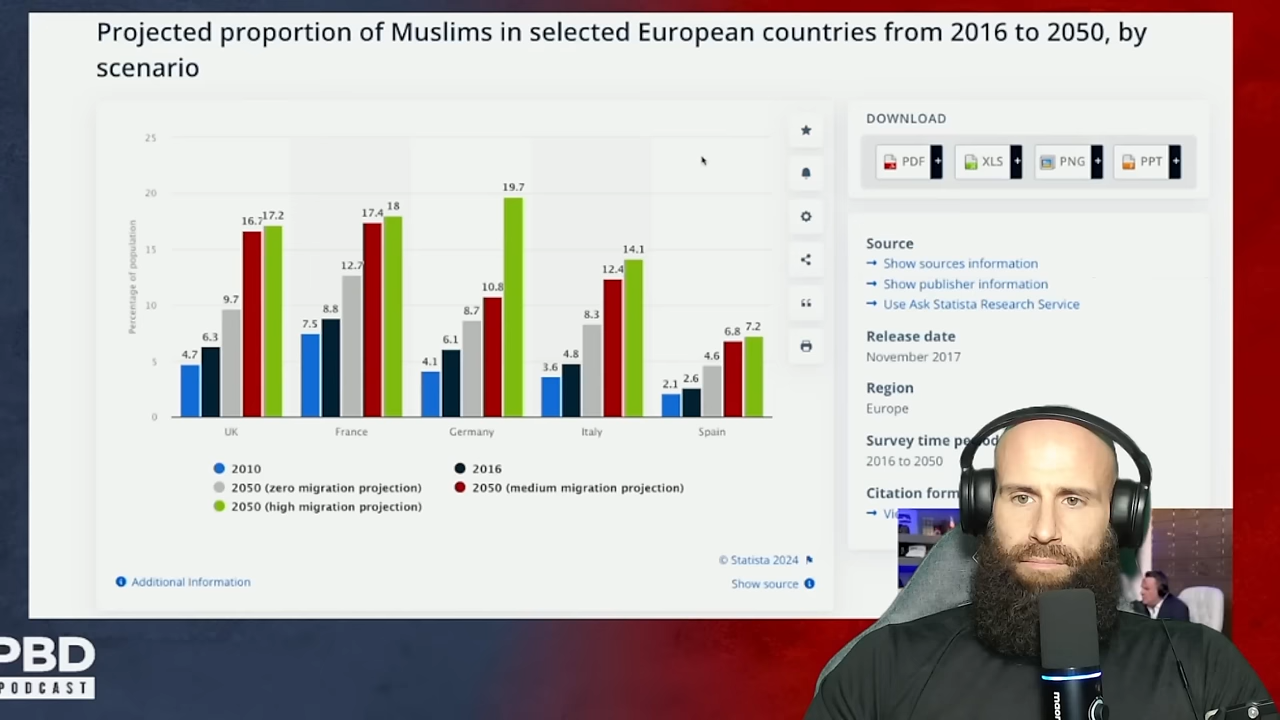 Projected proportion of Muslims in selected European countries from 2016 to 2050, by
scenario
25
20
15
10
5
0
Percentage of population
4.7
6.3
9.7
16.7
17.2
7.5
8.8
12.7
17.4
18
4.1
6.1
8.7
10.8
19.7
3.6
4.8
8.3
12.4
14.1
2.1
2.6
4.6
6.8
7.2
UK
France
Germany
Italy
Spain
2010
2016
2050 (zero migration projection)
2050 (medium migration projection)
2050 (high migration projection)
© Statista 2024
Additional Information
Show source
DOWNLOAD
PDF +
XLS +
PNG +
PPT +
Source
→ Show sources information
→ Show publisher information
→ Use Ask Statista Research Service
Release date
November 2017
Region
Europe
Survey time period
2016 to 2050
Citation form
→ Vi
PBD
PODCAST